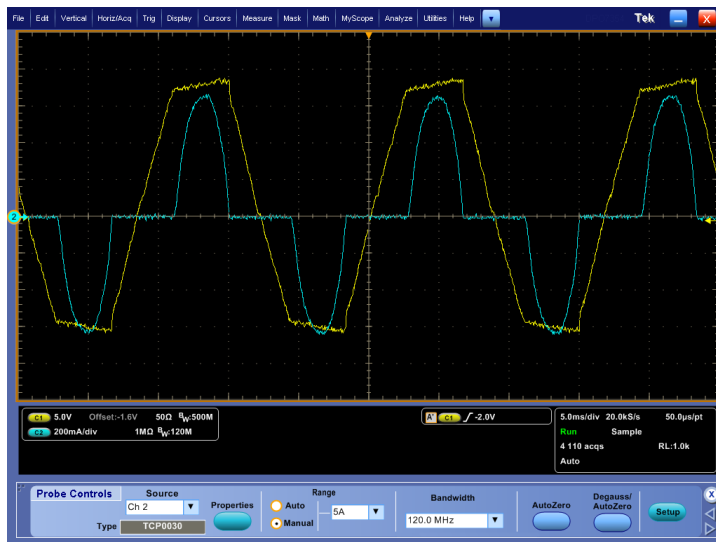 File Edit Vertical Horiz/Acq Trig Display Cursors Measure Mask Math MyScope Analyze Utilities Help Tek X
2
C1 5.0V Offset:-1.6V 50Ω BW:500M
C2 200mA/div 1MΩ BW:120M
A' C1 -2.0V
5.0ms/div 20.0kS/s 50.0µs/pt
Run Sample
4 110 acqs RL:1.0k
Auto
Probe Controls
Source
Ch 2
Type TCP0030
Properties
Range
Auto
Manual
5A
Bandwidth
120.0 MHz
AutoZero
Degauss/
AutoZero
Setup
X